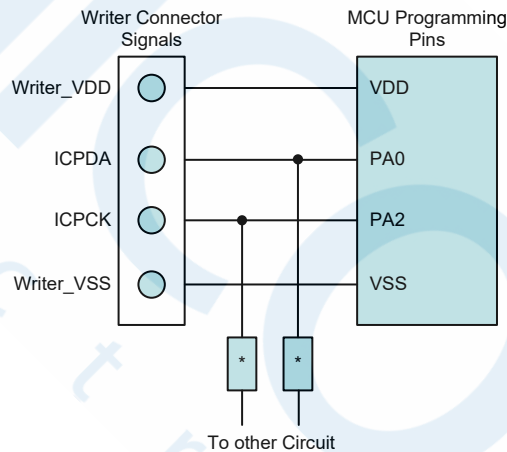 Writer Connector
Signals
MCU Programming
Pins
Writer_VDD
VDD
ICPDA
PA0
ICPCK
PA2
Writer_VSS
VSS
*
*
To other Circuit